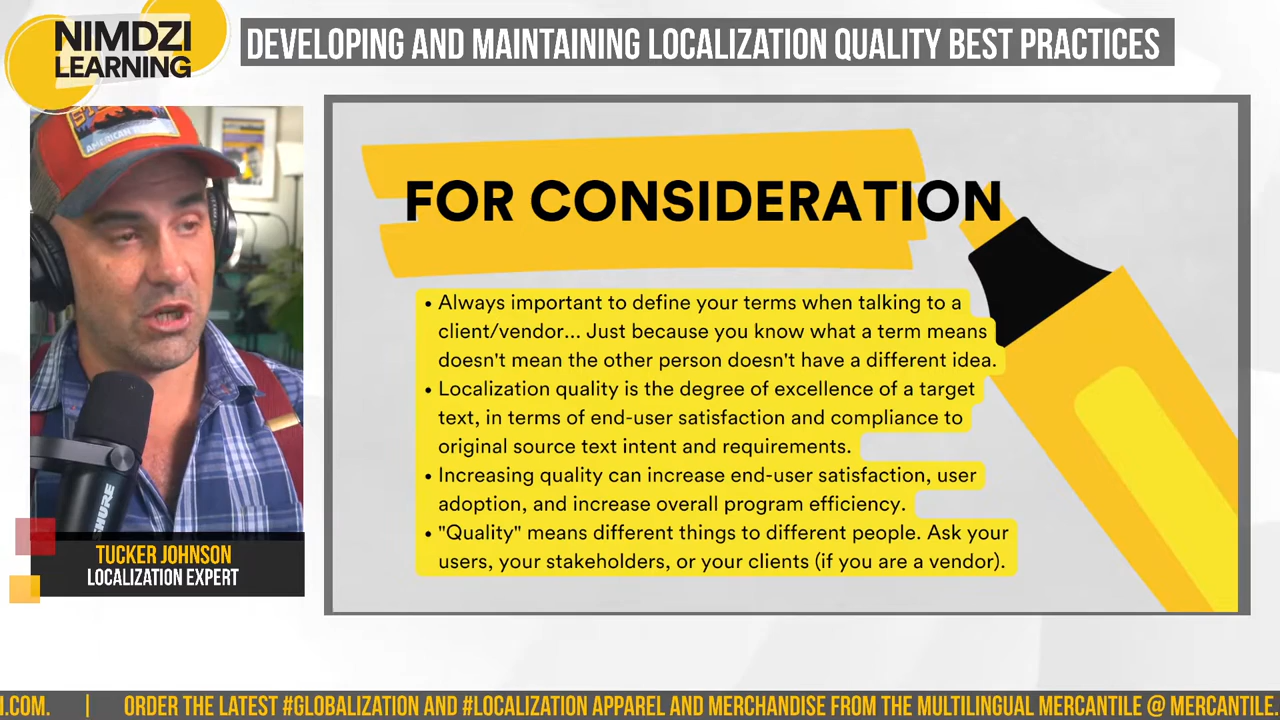 NIMDZI
LEARNING
DEVELOPING AND MAINTAINING LOCALIZATION QUALITY BEST PRACTICES
FOR CONSIDERATION
• Always important to define your terms when talking to a
client/vendor... Just because you know what a term means
doesn't mean the other person doesn't have a different idea.
• Localization quality is the degree of excellence of a target
text, in terms of end-user satisfaction and compliance to
original source text intent and requirements.
• Increasing quality can increase end-user satisfaction, user
adoption, and increase overall program efficiency.
• "Quality" means different things to different people. Ask your
users, your stakeholders, or your clients (if you are a vendor).
SHURE
TUCKER JOHNSON
LOCALIZATION EXPERT
I.COM. | ORDER THE LATEST #GLOBALIZATION AND #LOCALIZATION APPAREL AND MERCHANDISE FROM THE MULTILINGUAL MERCANTILE @ MERCANTILE.